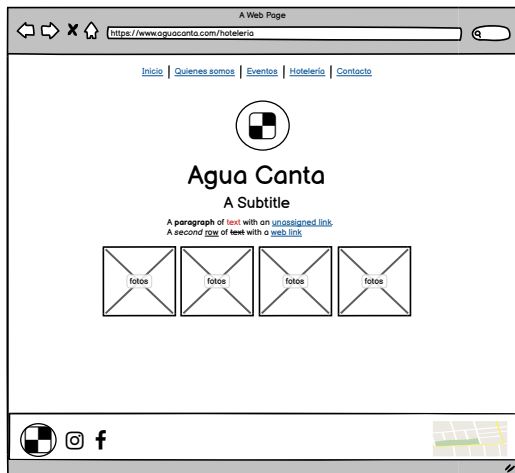 A Web Page
https://www.aguacanta.com/hoteleria
Inicio | Quienes somos | Eventos | Hotelería | Contacto
Agua Canta
A Subtitle
A paragraph of text with an unassigned link.
A second row of text with a web link
fotos fotos fotos fotos